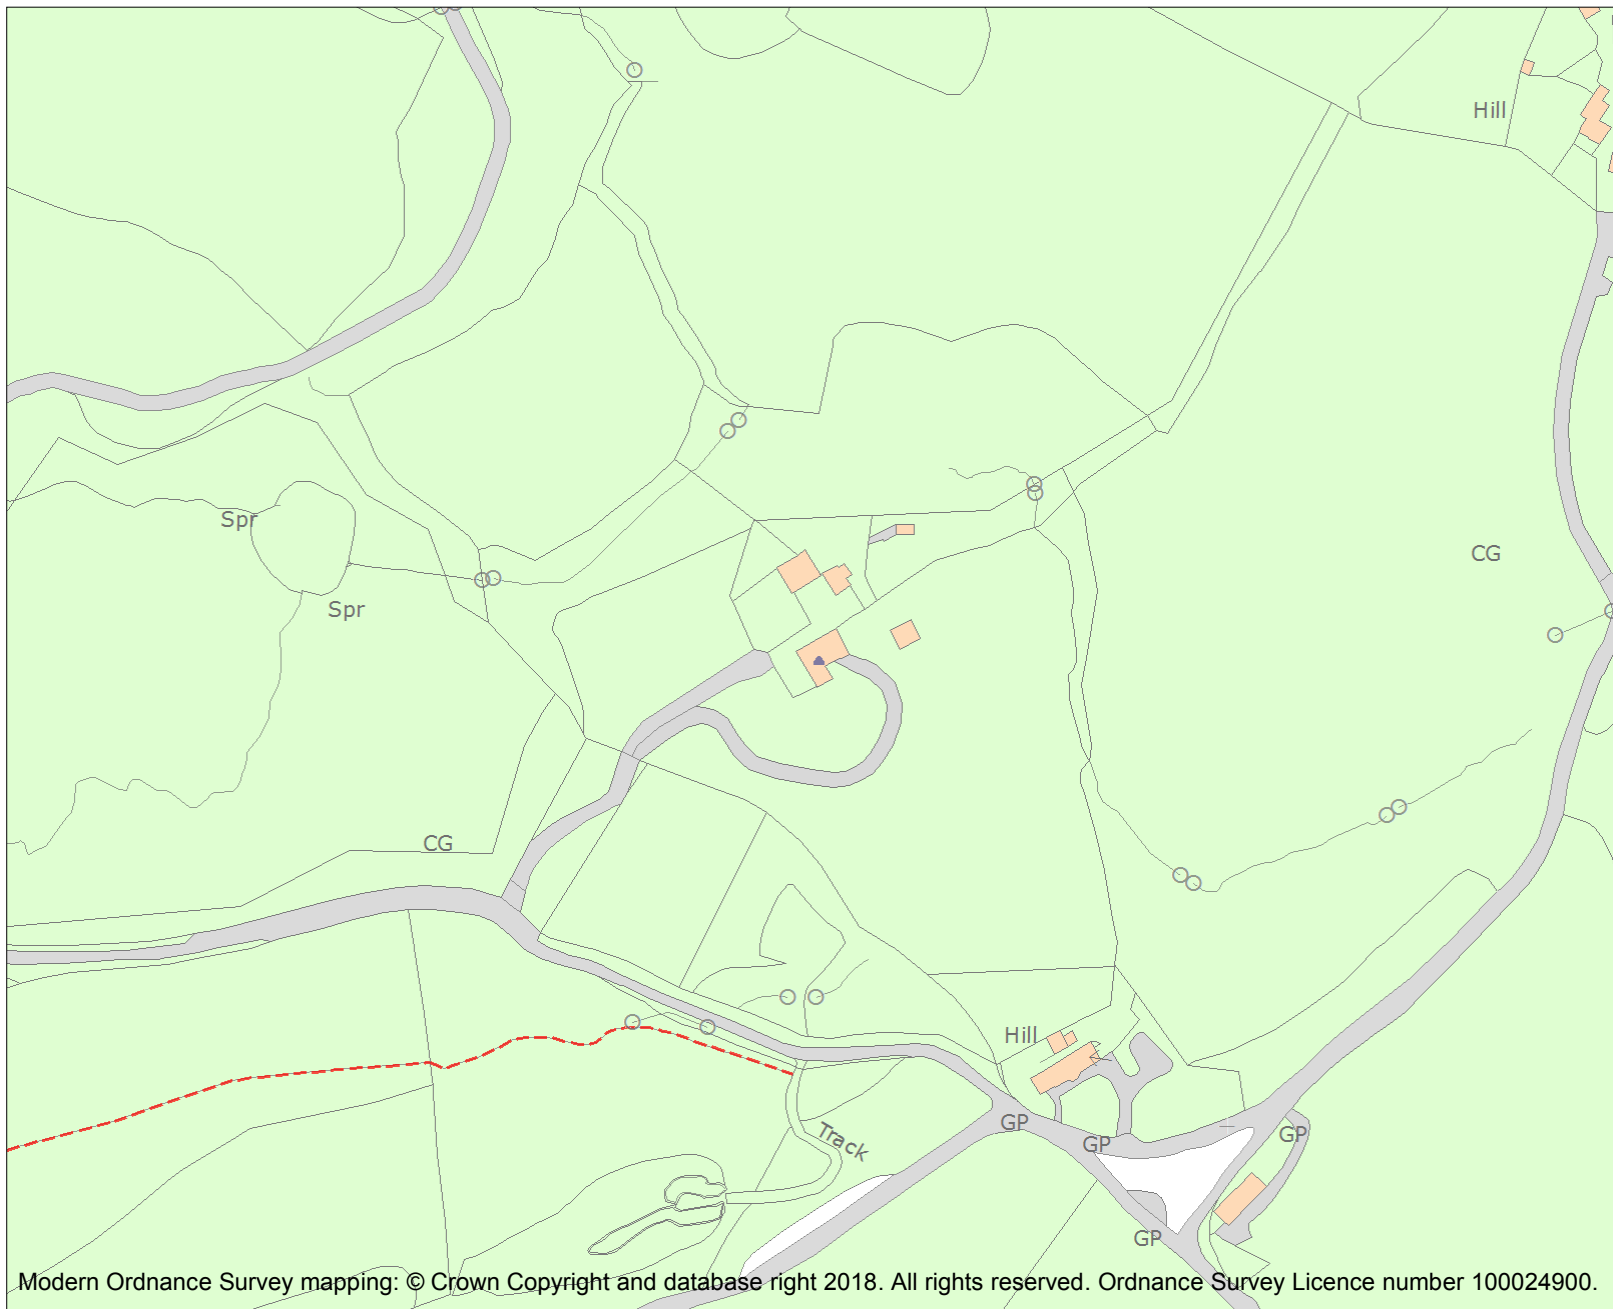 Hill
Spr
CG
Spr
CG
Hill
GP
GP
GP
Track
GP
Modern Ordnance Survey mapping: © Crown Copyright and database right 2018. All rights reserved. Ordnance Survey Licence number 100024900.